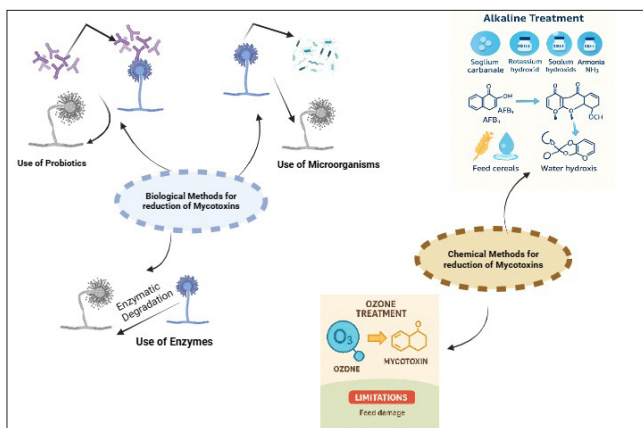 Alkaline Treatment
Soglium
carbanale
Rotassium
hydroxid
Soolum
hydroxids
Armonia
NH₃
OH
AFB₁
AFB₁
OCH
Feed cereals
Water hydroxis
Use of Probiotics
Use of Microorganisms
Biological Methods for
reduction of Mycotoxins
Chemical Methods for
reduction of Mycotoxins
Enzymatic
Degradation
Use of Enzymes
OZONE
TREATMENT
O₃
OZONE
MYCOTOXIN
LIMITATIONS
Feed damage